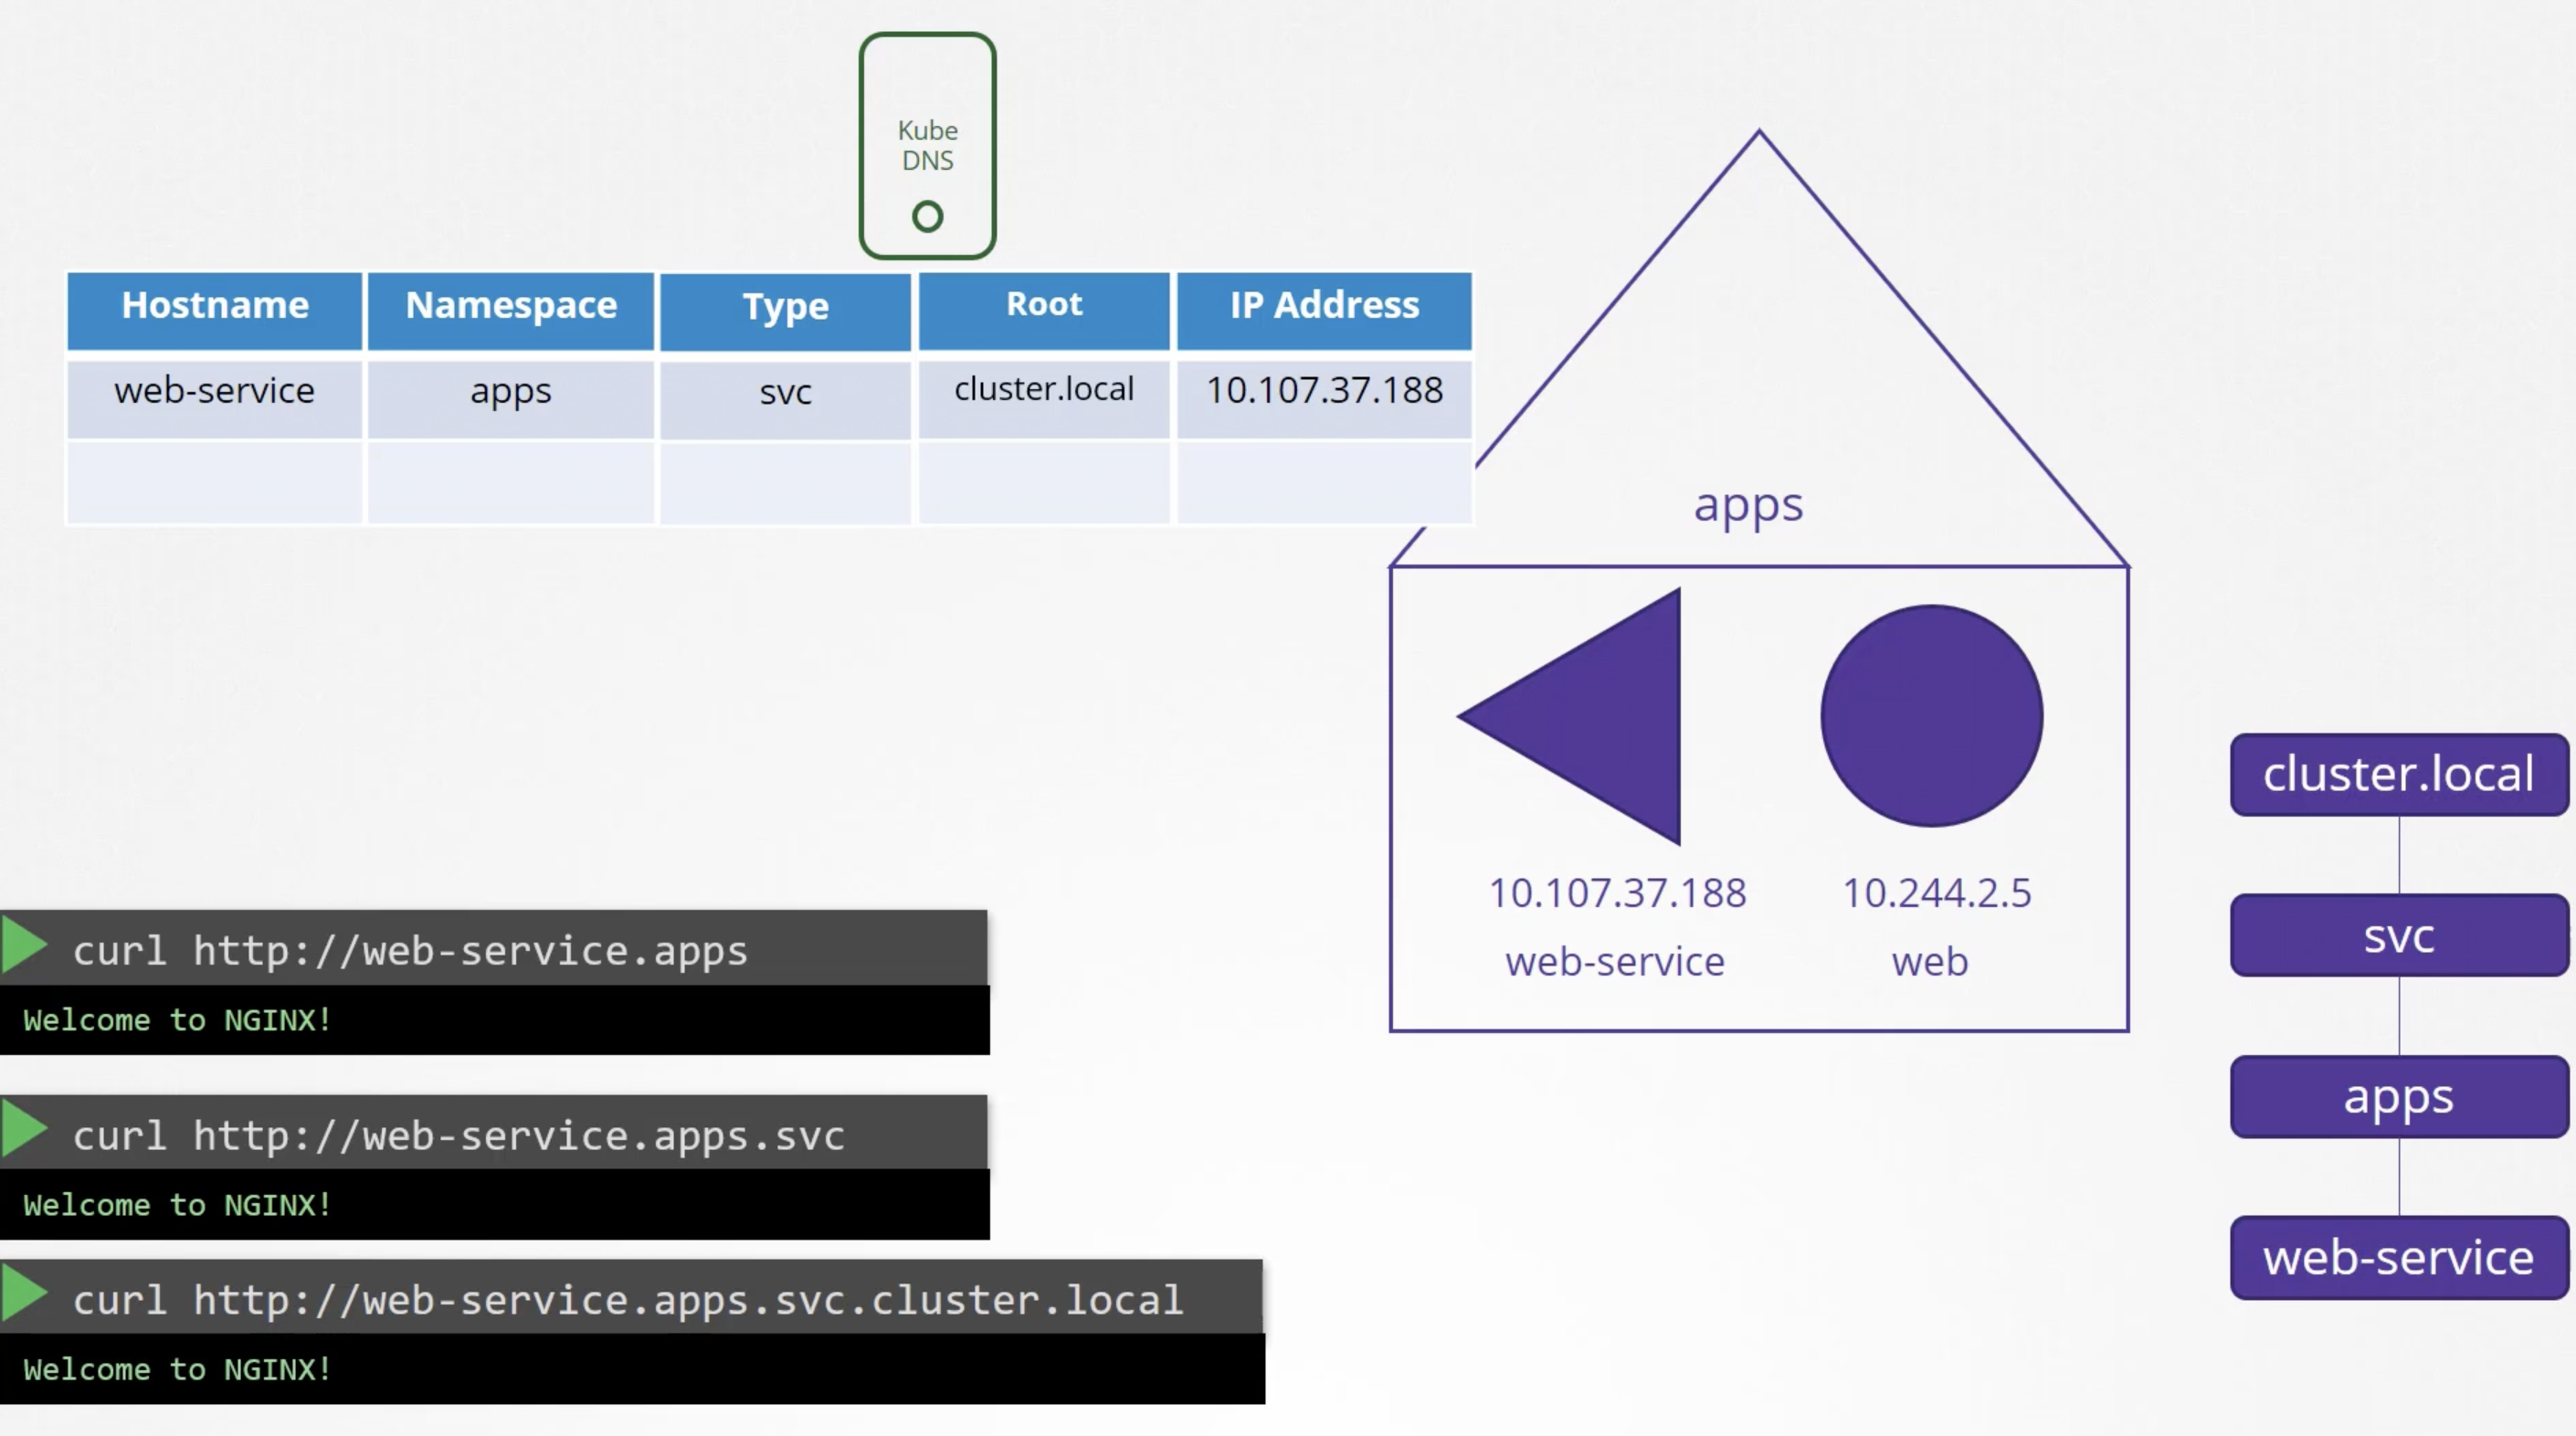 Kube
DNS
Hostname Namespace Type Root IP Address
web-service apps svc cluster.local 10.107.37.188
apps
10.107.37.188 10.244.2.5
web-service web
cluster.local
svc
apps
web-service
curl http://web-service.apps
Welcome to NGINX!
curl http://web-service.apps.svc
Welcome to NGINX!
curl http://web-service.apps.svc.cluster.local
Welcome to NGINX!